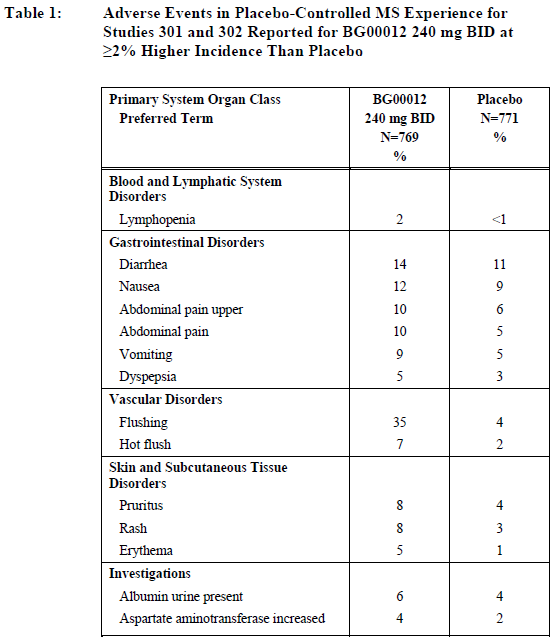 Table 1: Adverse Events in Placebo-Controlled MS Experience for
Studies 301 and 302 Reported for BG00012 240 mg BID at
≥2% Higher Incidence Than Placebo
Primary System Organ Class BG00012 Placebo
Preferred Term 240 mg BID N=771
N=769 %
%
Blood and Lymphatic System
Disorders
Lymphopenia 2 <1
Gastrointestinal Disorders
Diarrhea 14 11
Nausea 12 9
Abdominal pain upper 10 6
Abdominal pain 10 5
Vomiting 9 5
Dyspepsia 5 3
Vascular Disorders
Flushing 35 4
Hot flush 7 2
Skin and Subcutaneous Tissue
Disorders
Pruritus 8 4
Rash 8 3
Erythema 5 1
Investigations
Albumin urine present 6 4
Aspartate aminotransferase increased 4 2